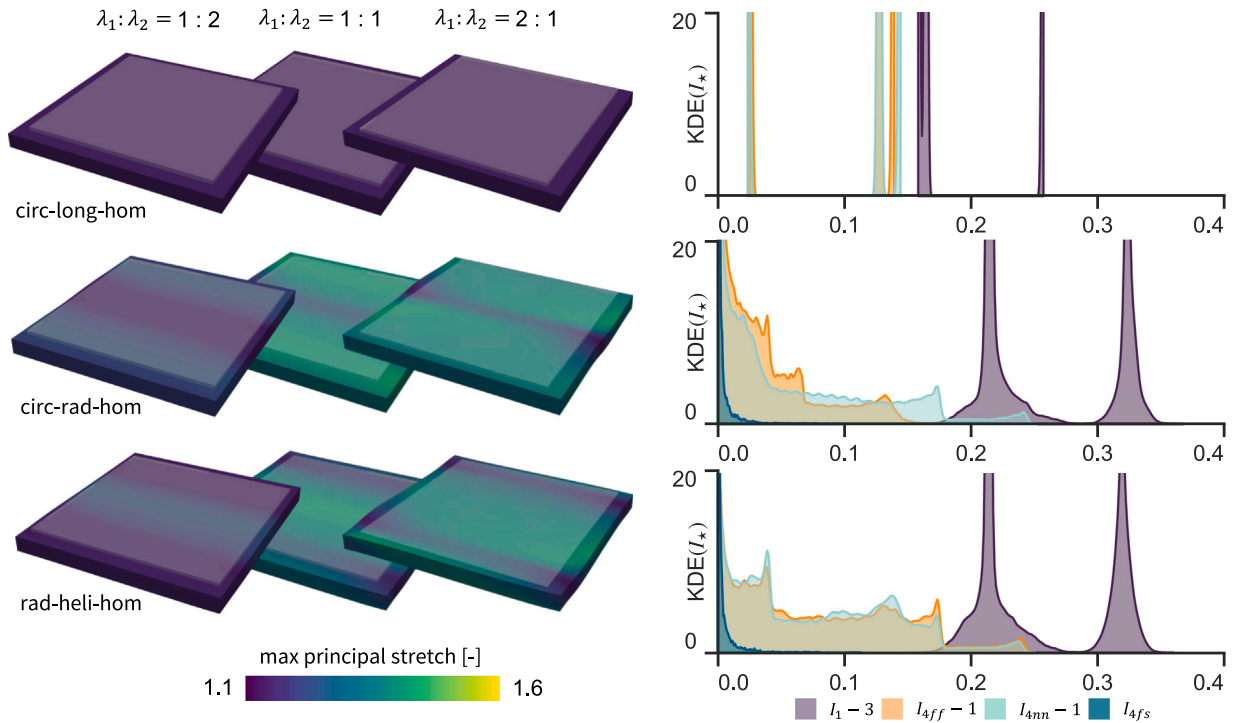 λ₁: λ₂ = 1 : 2
λ₁: λ₂ = 1 : 1
λ₁: λ₂ = 2 : 1
circ-long-hom
circ-rad-hom
rad-heli-hom
max principal stretch [-]
1.1
1.6
20
KDE(I⋆)
0
0.0 0.1 0.2 0.3 0.4
20
KDE(I⋆)
0
0.0 0.1 0.2 0.3 0.4
20
KDE(I⋆)
0
0.0 0.1 0.2 0.3 0.4
I₁ − 3 I₄ff − 1 I₄nn − 1 I₄fs